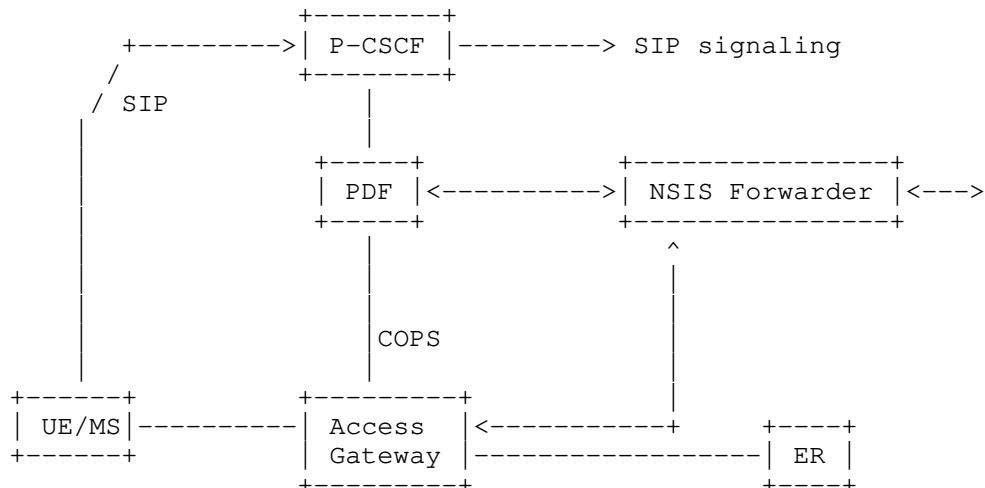 P-CSCF SIP signaling
SIP
PDF NSIS Forwarder
COPS
UE/MS Access
Gateway ER